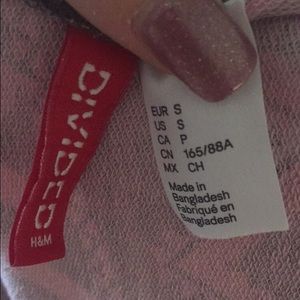 DIVIDED
H&M
EUR S
US S
CA P
CN 165/88A
MX CH
Made in
Bangladesh
Fabriqué en
Bangladesh